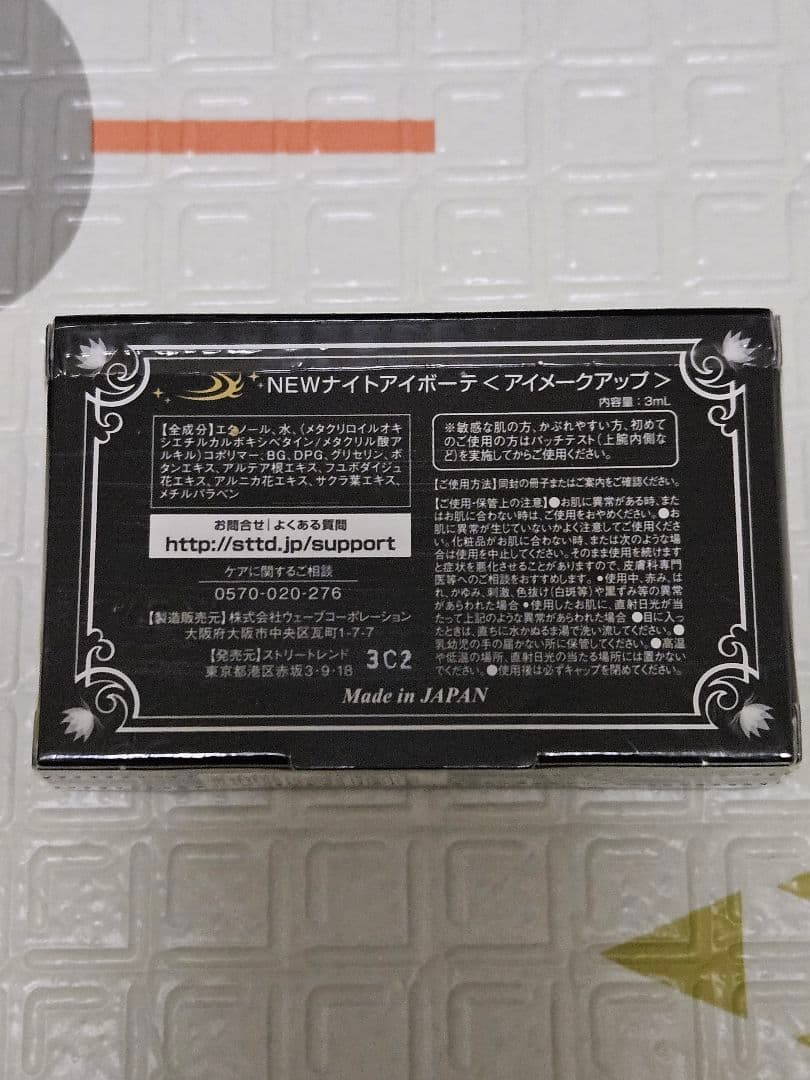 NEWナイトアイボーテ＜アイメークアップ＞
内容量：3mL
【全成分】エタノール、水、(メタクリロイルオキ
シエチルカルボキシベタイン/メタクリル酸ア
ルキル)コポリマー、BG、DPG、グリセリン、ボ
タンエキス、アルテア根エキス、フユボダイジュ
花エキス、アルニカ花エキス、サクラ葉エキス、
メチルパラベン
お問合せ|よくある質問
http://sttd.jp/support
ケアに関するご相談
0570-020-276
【製造販売元】株式会社ウェーブコーポレーション
大阪府大阪市中央区瓦町1-7-7
【発売元】ストリートレンド
東京都港区赤坂3-9-18
3C2
※敏感な肌の方、かぶれやすい方、初めて
のご使用の方はパッチテスト(上腕内側な
ど)を実施してからご使用ください。
【ご使用方法】同封の冊子またはご案内をご確認ください。
【ご使用・保管上の注意】●お肌に異常がある時、また
はお肌に合わない時は、ご使用をおやめください。●お
肌に異常が生じていないかよく注意してご使用くださ
い。化粧品がお肌に合わない時、または次のような場合
は使用を中止してください。そのまま使用を続けます
と症状を悪化させることがありますので、皮膚科専門
医等へのご相談をおすすめします。●使用中、赤み、は
れ、かゆみ、刺激、色抜け(白斑等)や黒ずみ等の異常
があらわれた場合●使用したお肌に、直射日光が当
たって上記のような異常があらわれた場合●目に入っ
たときは、直ちに水かぬるま湯で洗い流してください。●
乳幼児の手の届かない所に保管してください。●高温
や低温の場所、直射日光の当たる場所には置かない
でください。●使用後は必ずキャップを閉めてください。
Made in JAPAN